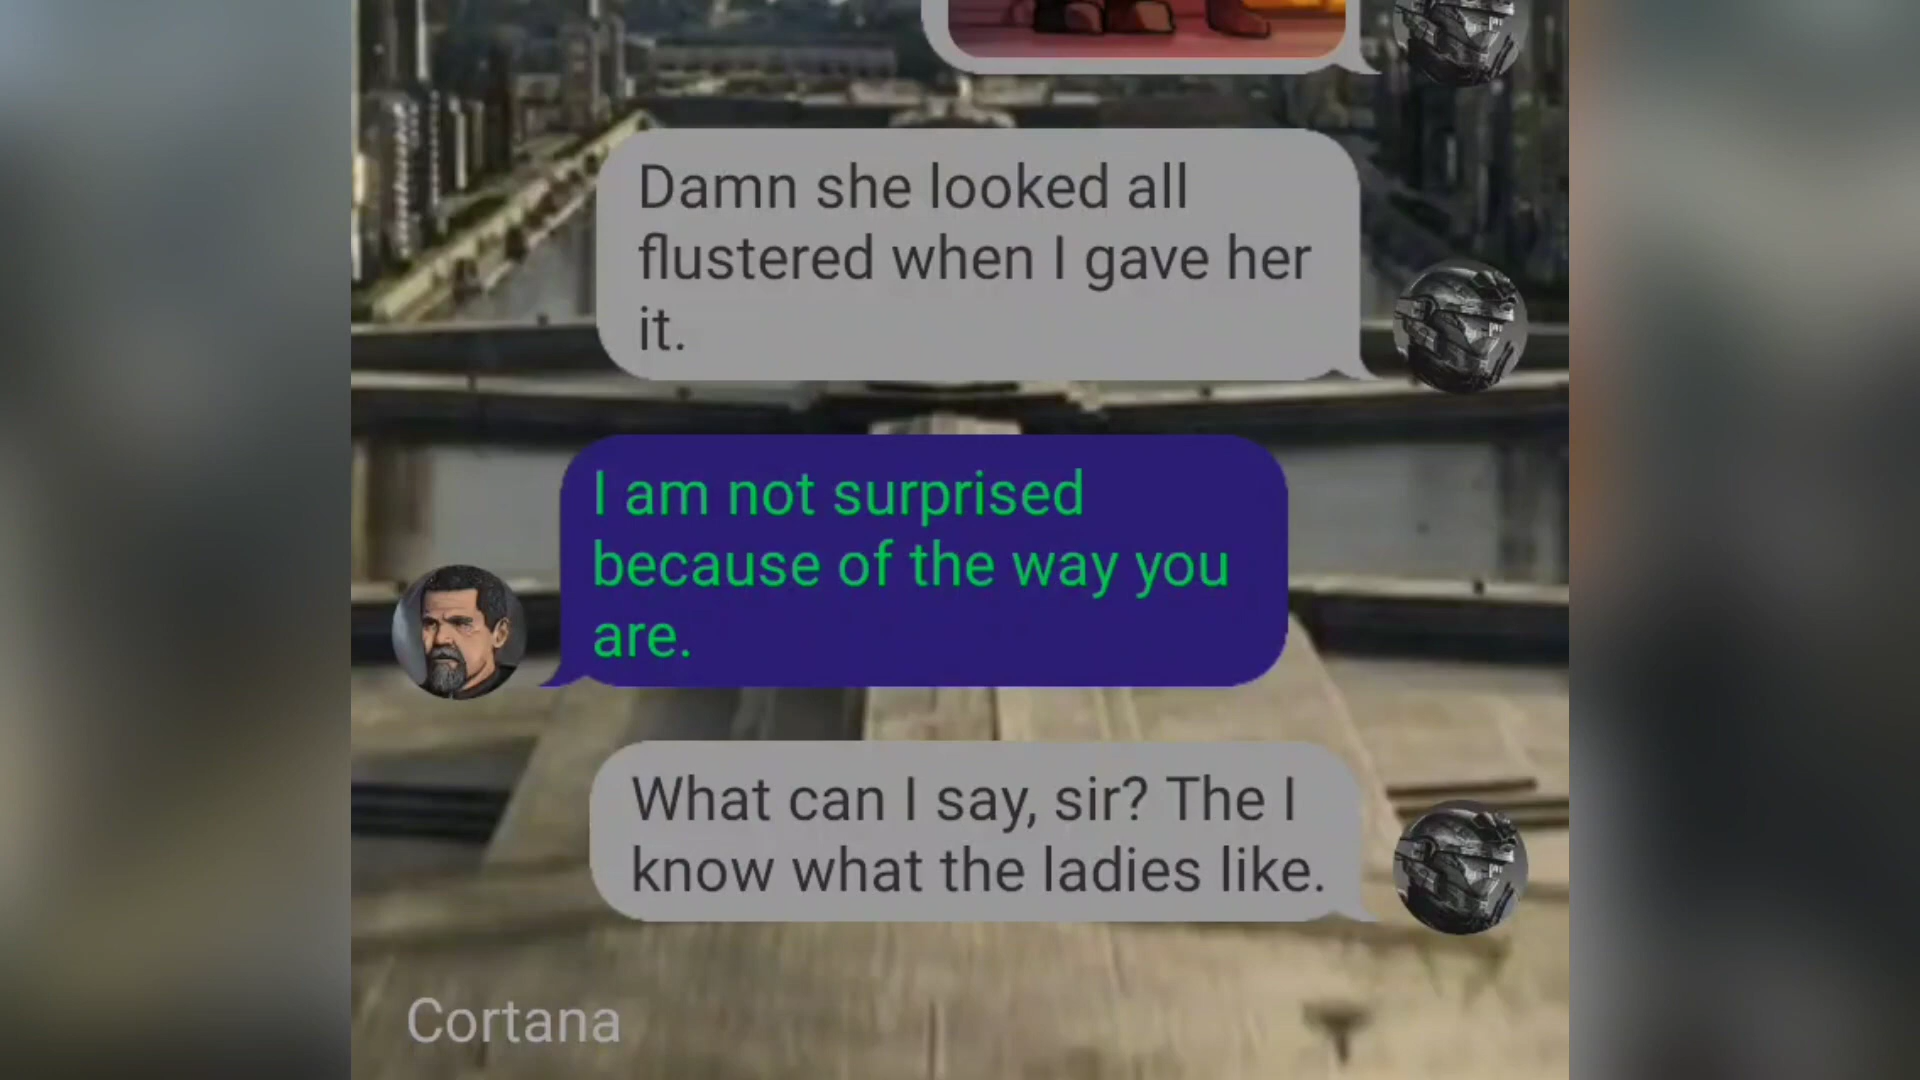 Damn she looked all
flustered when I gave her
it.
I am not surprised
because of the way you
are.
What can I say, sir? The I
know what the ladies like.
Cortana